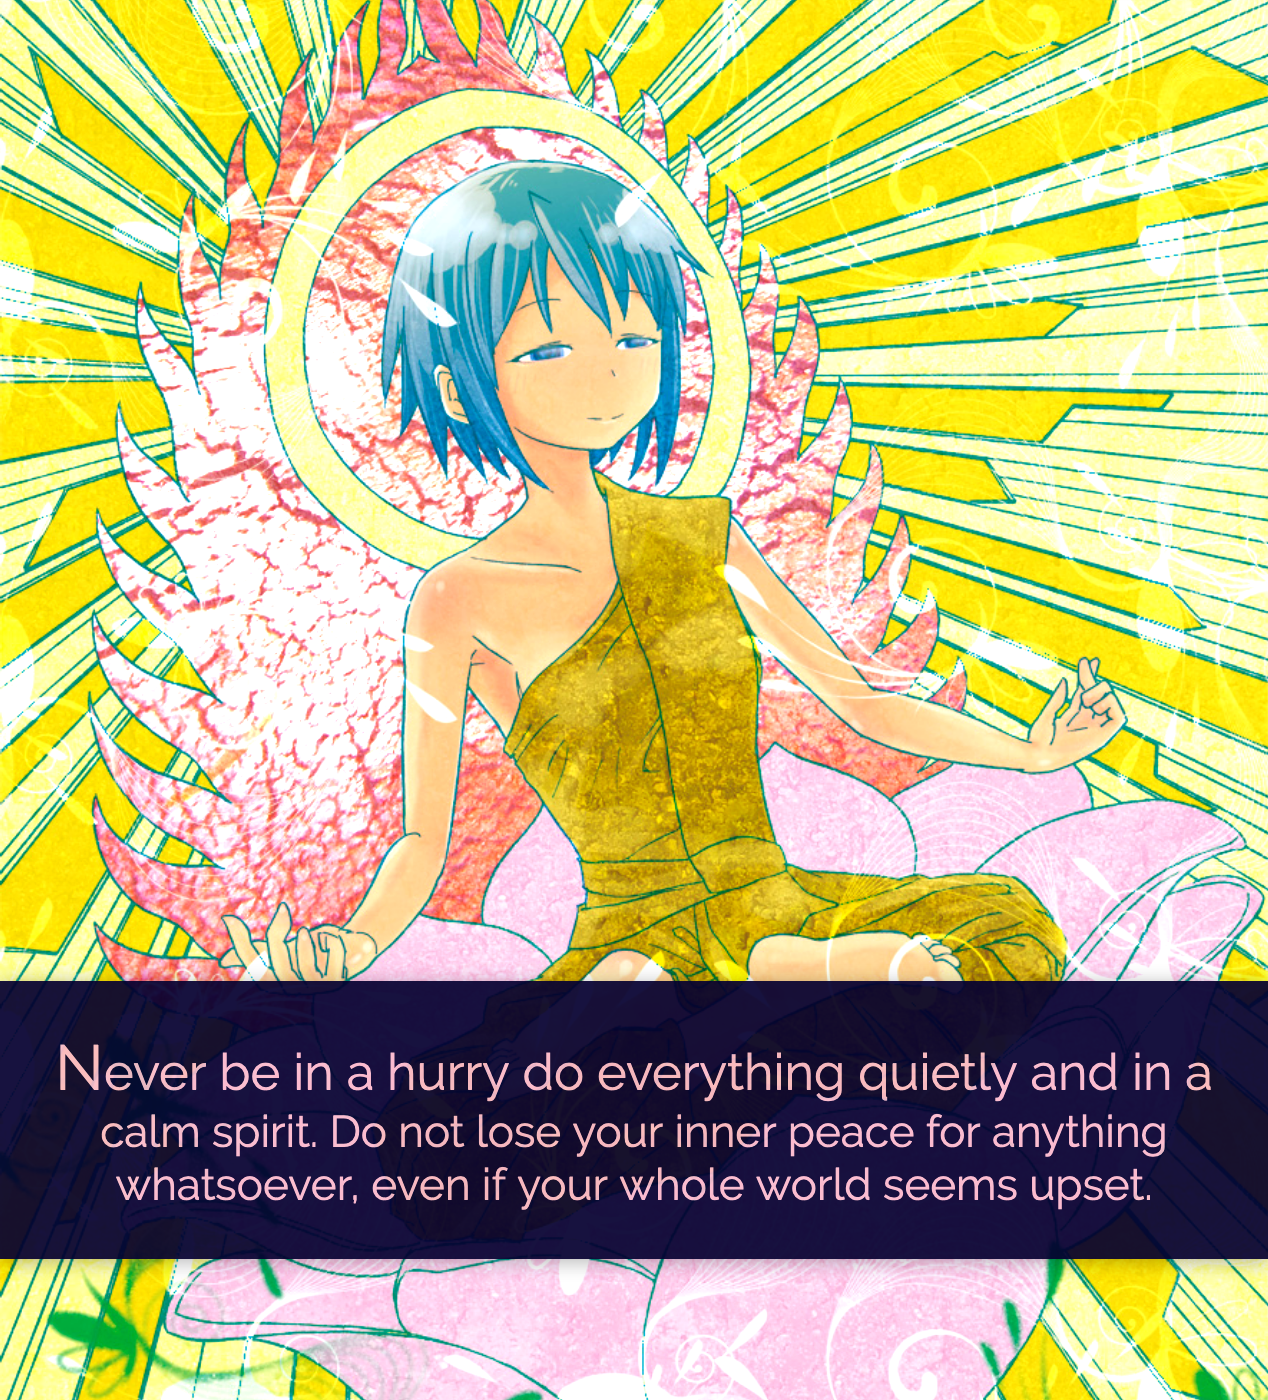 Never be in a hurry do everything quietly and in a
calm spirit. Do not lose your inner peace for anything
whatsoever, even if your whole world seems upset.